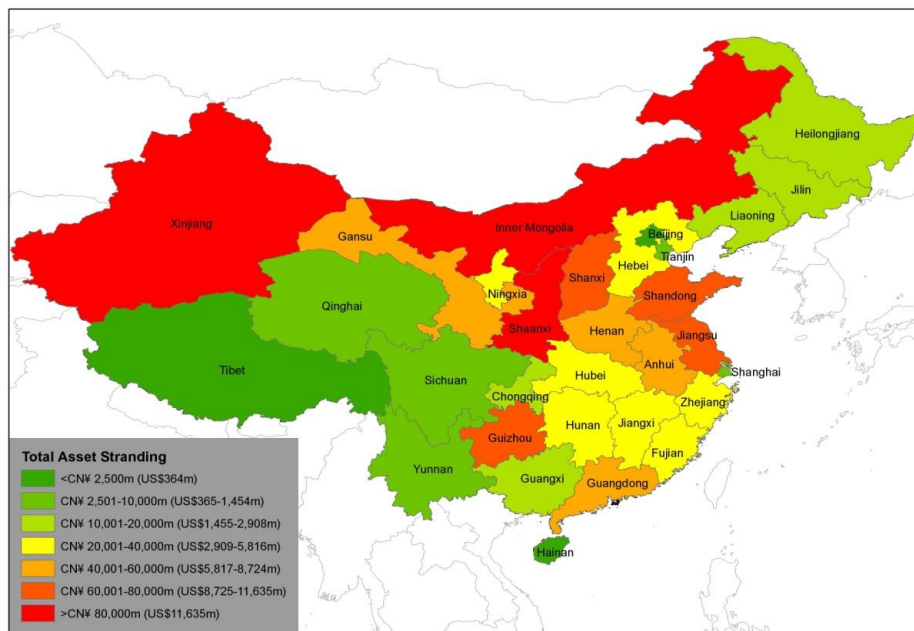 Heilongjiang
Jilin
Liaoning
Xinjiang
Inner Mongolia
Gansu
Beijing
Tianjin
Hebei
Shanxi
Ningxia
Shandong
Qinghai
Shaanxi
Henan
Jiangsu
Anhui
Shanghai
Tibet
Sichuan
Hubei
Chongqing
Zhejiang
Hunan
Jiangxi
Guizhou
Fujian
Yunnan
Guangxi
Guangdong
Hainan
Total Asset Stranding
<CN¥ 2,500m (US$364m)
CN¥ 2,501-10,000m (US$365-1,454m)
CN¥ 10,001-20,000m (US$1,455-2,908m)
CN¥ 20,001-40,000m (US$2,909-5,816m)
CN¥ 40,001-60,000m (US$5,817-8,724m)
CN¥ 60,001-80,000m (US$8,725-11,635m)
>CN¥ 80,000m (US$11,635m)